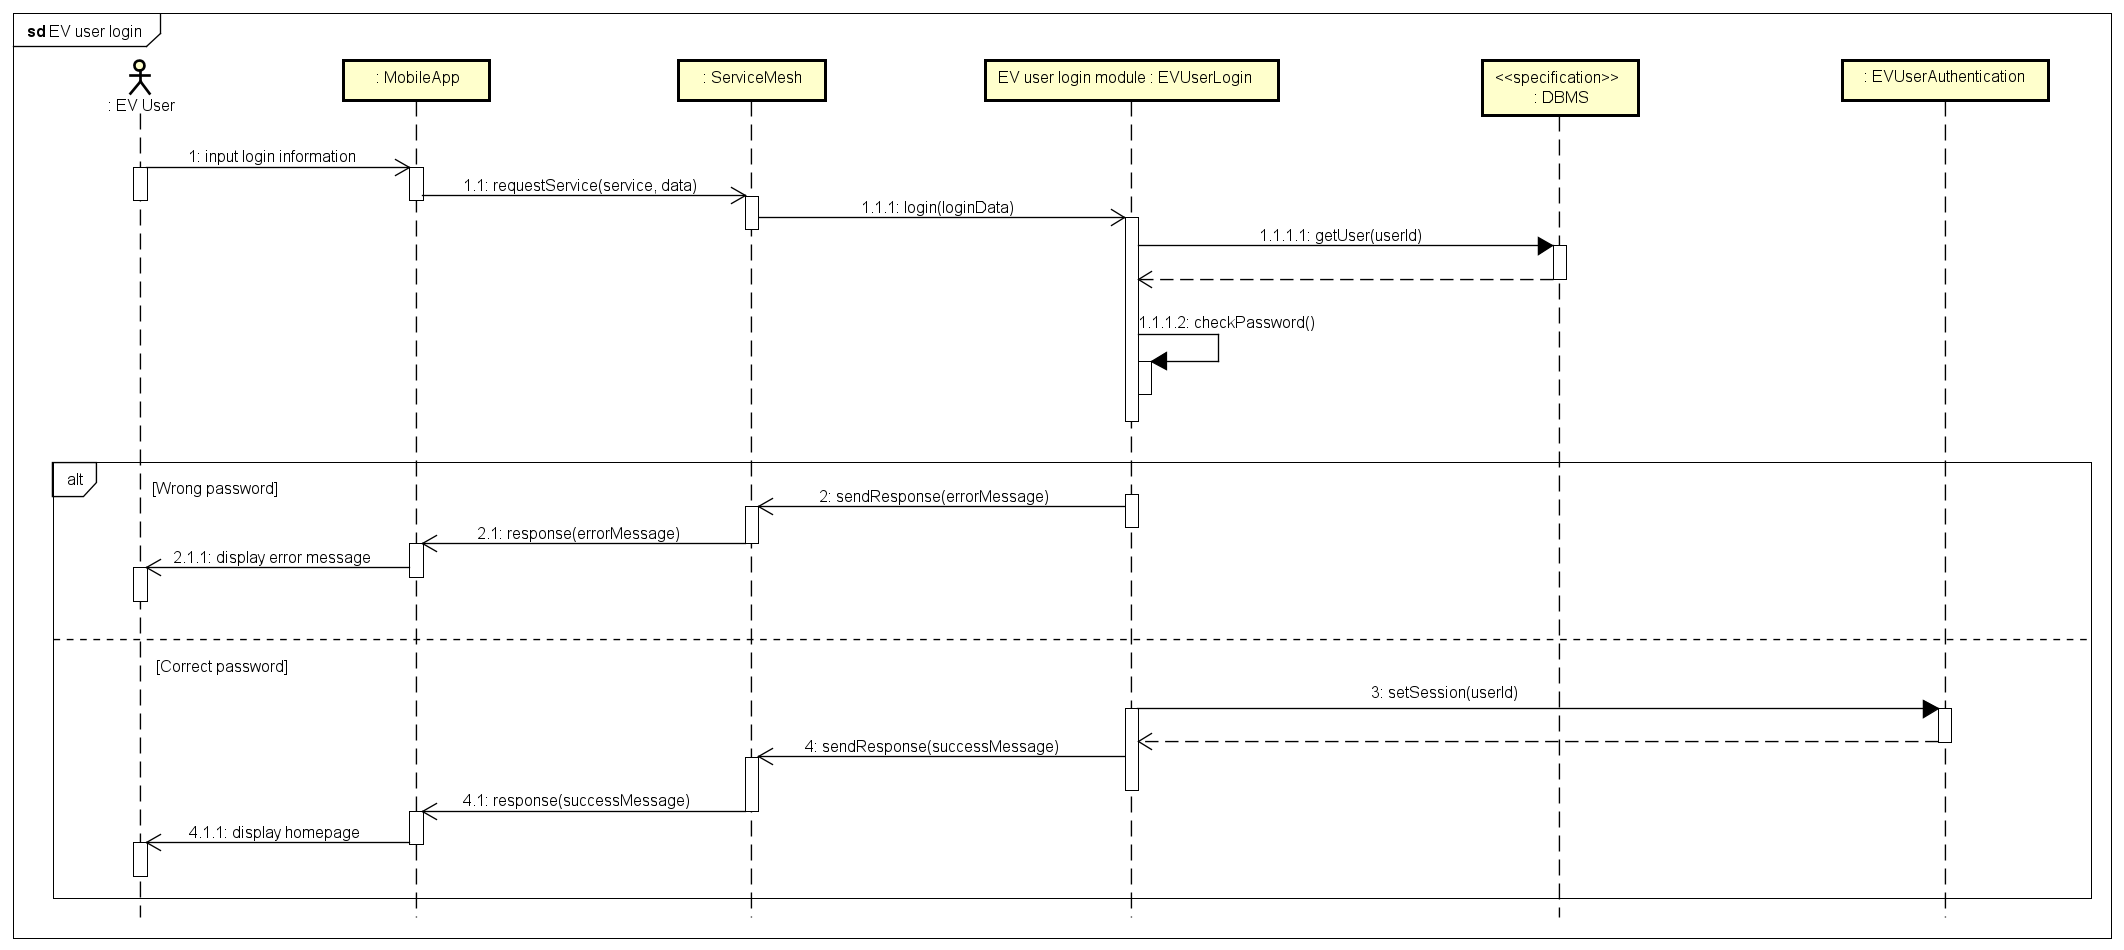 sd EV user login
: EV User
: MobileApp
: ServiceMesh
EV user login module : EVUserLogin
<<specification>>
: DBMS
: EVUserAuthentication
1: input login information
1.1: requestService(service, data)
1.1.1: login(loginData)
1.1.1.1: getUser(userId)
1.1.1.2: checkPassword()
alt
[Wrong password]
2: sendResponse(errorMessage)
2.1: response(errorMessage)
2.1.1: display error message
[Correct password]
3: setSession(userId)
4: sendResponse(successMessage)
4.1: response(successMessage)
4.1.1: display homepage